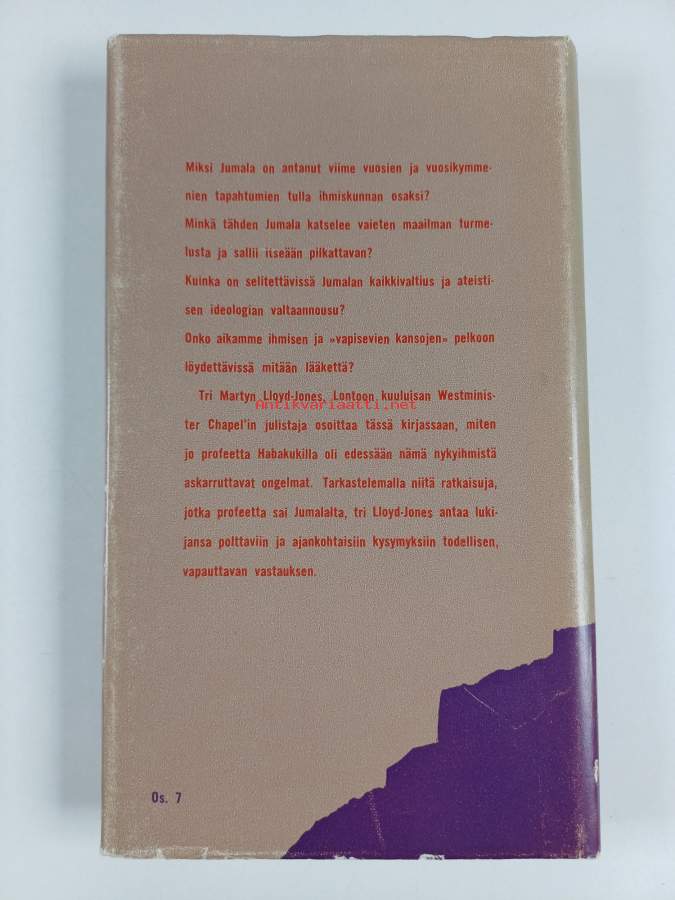 Miksi Jumala on antanut viime vuosien ja vuosikymme-
nien tapahtumien tulla ihmiskunnan osaksi?
Minkä tähden Jumala katselee vaieten maailman turme-
lusta ja sallii itseään pilkattavan?
Kuinka on selitettävissä Jumalan kaikkivaltius ja ateisti-
sen ideologian valtaannousu?
Onko aikamme ihmisen ja »vapisevien kansojen» pelkoon
löydettävissä mitään lääkettä?
Tri Martyn Lloyd-Jones, Lontoon kuuluisan Westminis-
Antikvariaatti.net
ter Chapel'in julistaja osoittaa tässä kirjassaan, miten
jo profeetta Habakukilla oli edessään nämä nykyihmistä
askarruttavat ongelmat. Tarkastelemalla niitä ratkaisuja,
jotka profeetta sai Jumalalta, tri Lloyd-Jones antaa luki-
jansa polttaviin ja ajankohtaisiin kysymyksiin todellisen,
vapauttavan vastauksen.
Os. 7